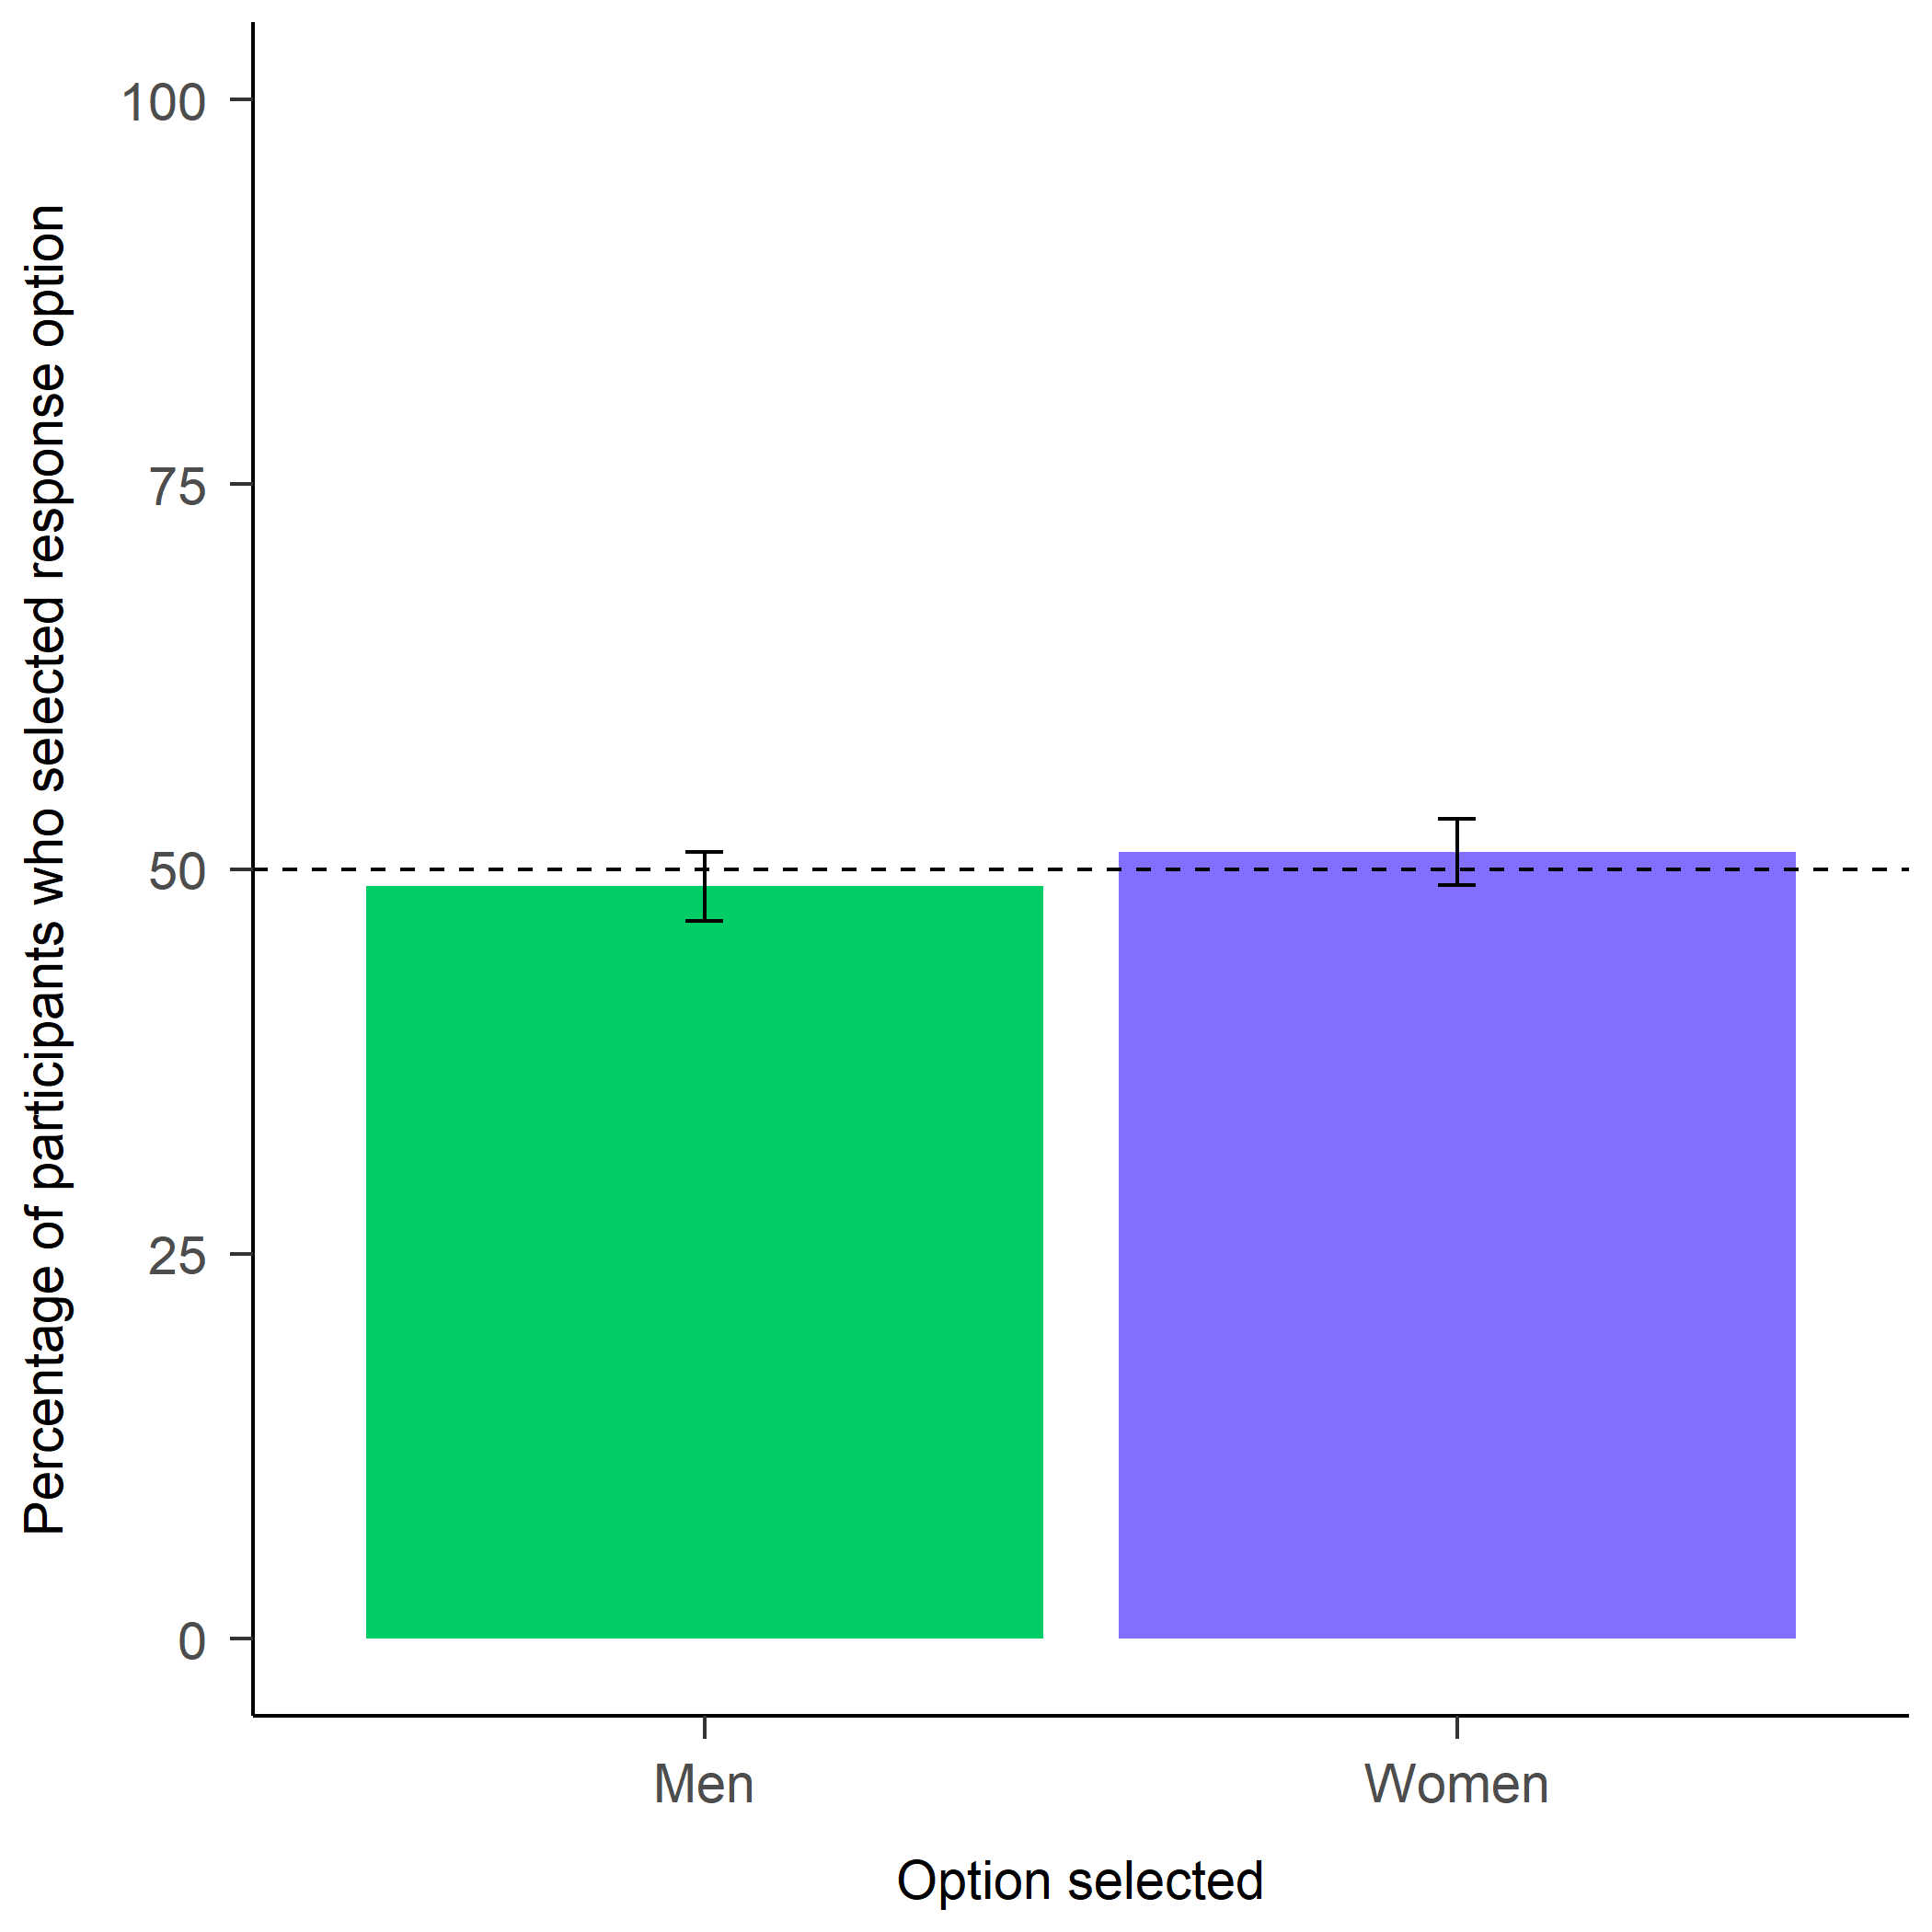 Percentage of participants who selected response option
100
75
50
25
0
Men
Women
Option selected